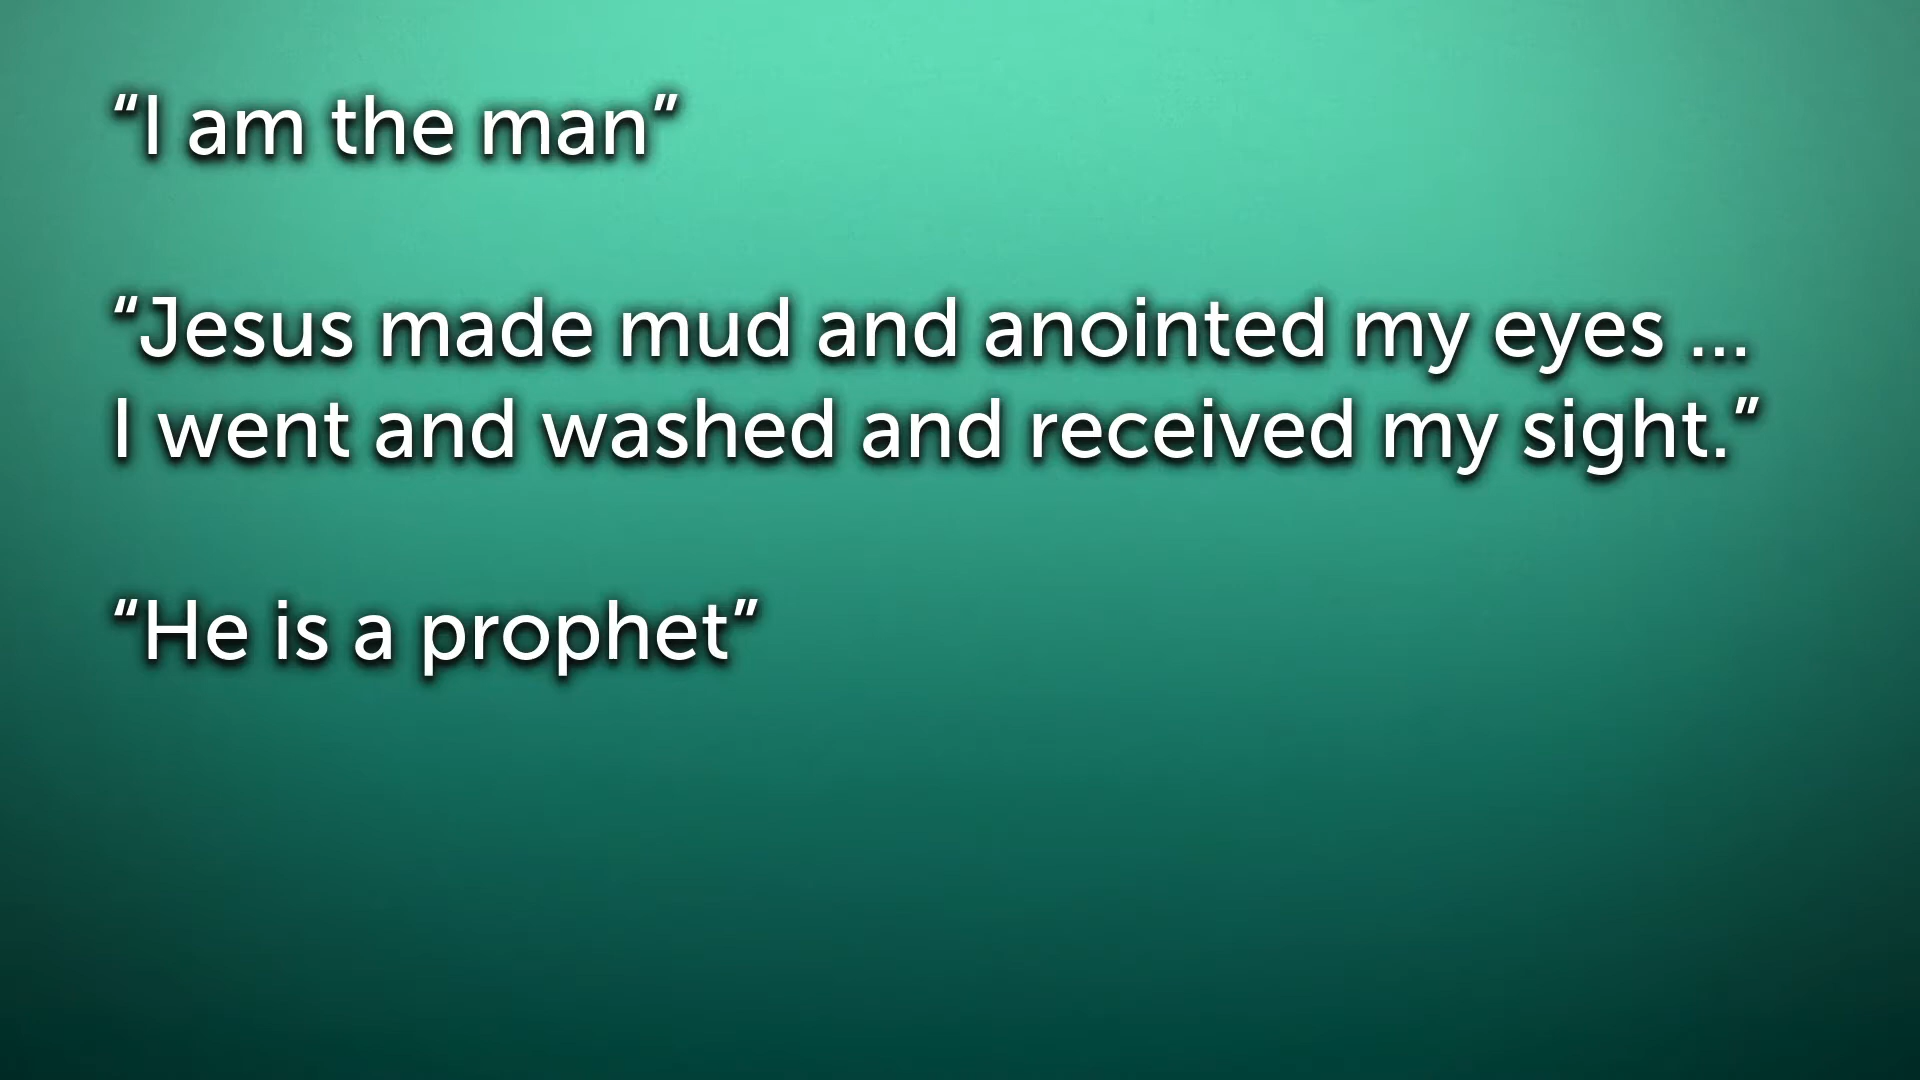 “I am the man”
“Jesus made mud and anointed my eyes ...
I went and washed and received my sight.”
“He is a prophet”